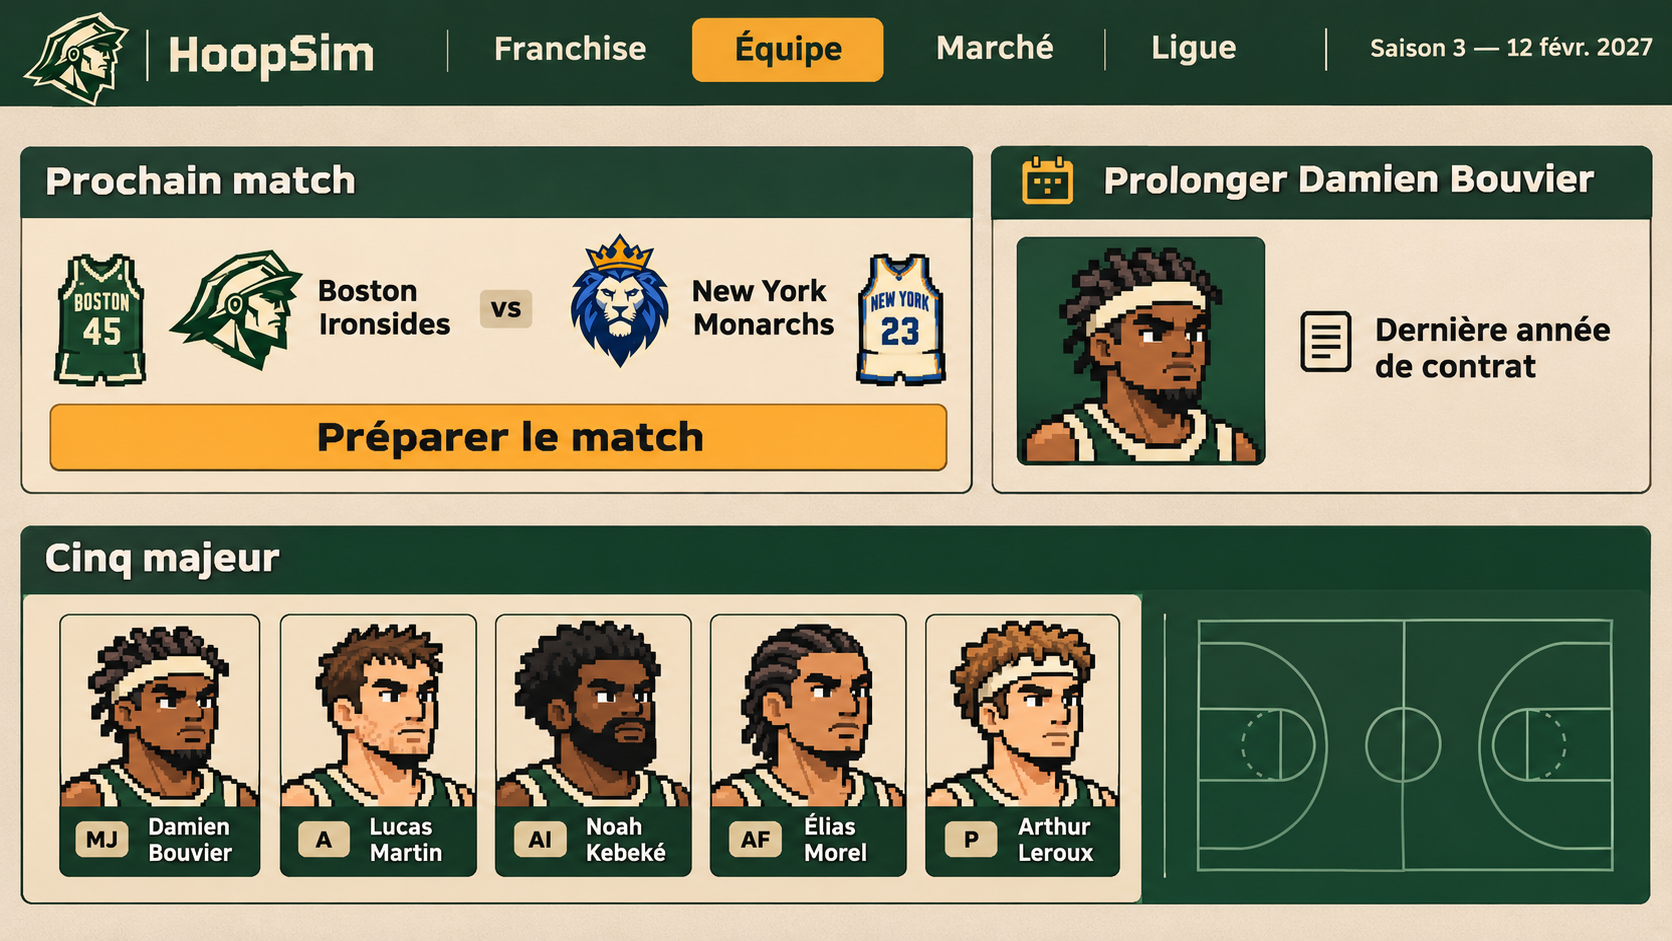 HoopSim
Franchise
Équipe
Marché
Ligue
Saison 3 — 12 févr. 2027
Prochain match
BOSTON
45
Boston
Ironsides
VS
New York
Monarchs
NEW YORK
23
Préparer le match
Prolonger Damien Bouvier
Dernière année
de contrat
Cinq majeur
MJ
Damien
Bouvier
A
Lucas
Martin
AI
Noah
Kebeké
AF
Élias
Morel
P
Arthur
Leroux